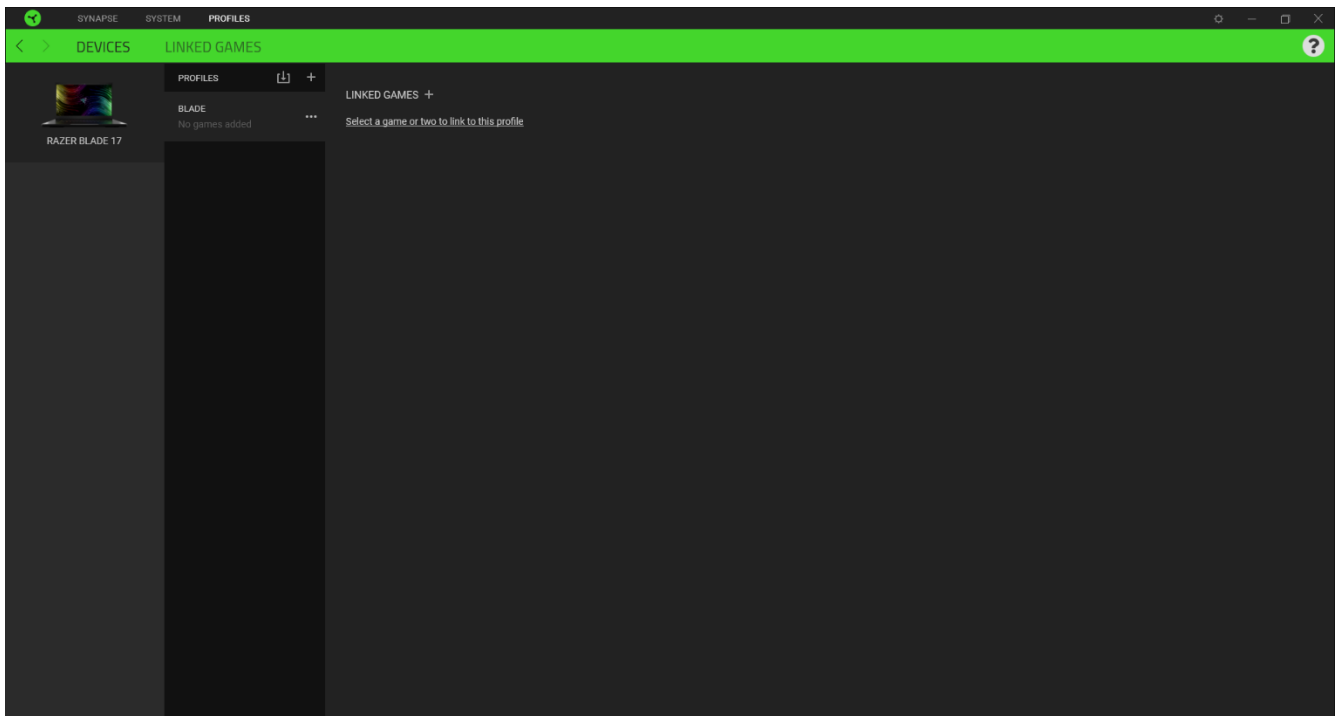 SYNAPSE SYSTEM PROFILES
DEVICES LINKED GAMES
?
RAZER BLADE 17
PROFILES
BLADE
No games added
LINKED GAMES +
Select a game or two to link to this profile